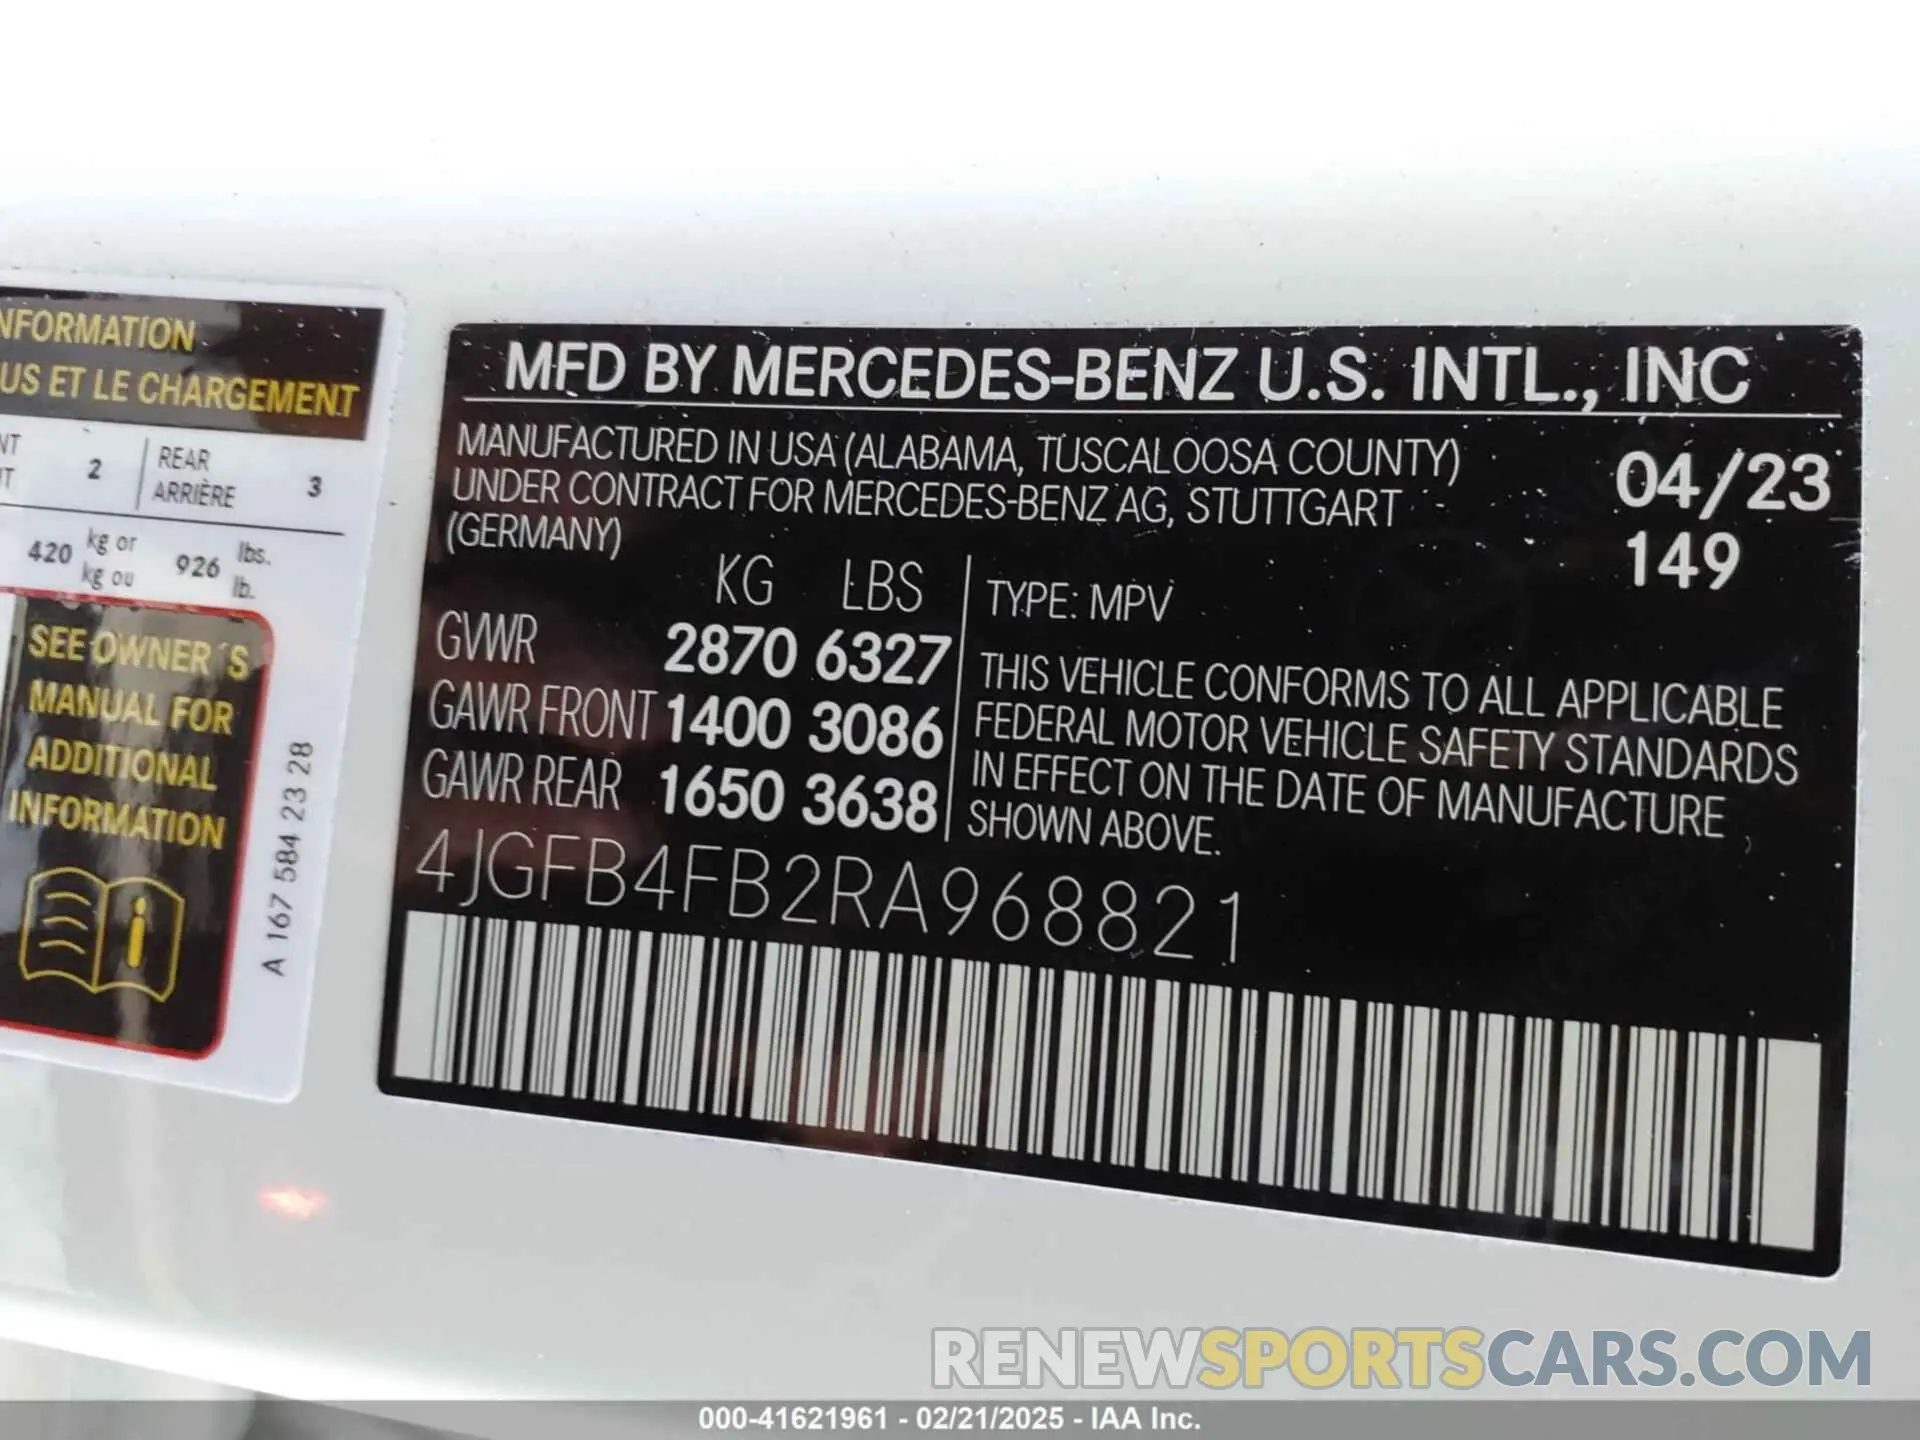 NFORMATION
US ET LE CHARGEMENT
NT 2 REAR 3
NT ARRIÈRE
420 kg or 926 lbs.
kg ou lb.
SEE OWNER´S
MANUAL FOR
ADDITIONAL
INFORMATION
A 167 584 23 28
MFD BY MERCEDES-BENZ U.S. INTL., INC
MANUFACTURED IN USA (ALABAMA, TUSCALOOSA COUNTY)
UNDER CONTRACT FOR MERCEDES-BENZ AG, STUTTGART
(GERMANY)
04/23
149
KG LBS
GVWR 2870 6327
GAWR FRONT 1400 3086
GAWR REAR 1650 3638
TYPE: MPV
THIS VEHICLE CONFORMS TO ALL APPLICABLE
FEDERAL MOTOR VEHICLE SAFETY STANDARDS
IN EFFECT ON THE DATE OF MANUFACTURE
SHOWN ABOVE.
4JGFB4FB2RA968821
RENEWSPORTSCARS.COM
000-41621961 - 02/21/2025 - IAA Inc.